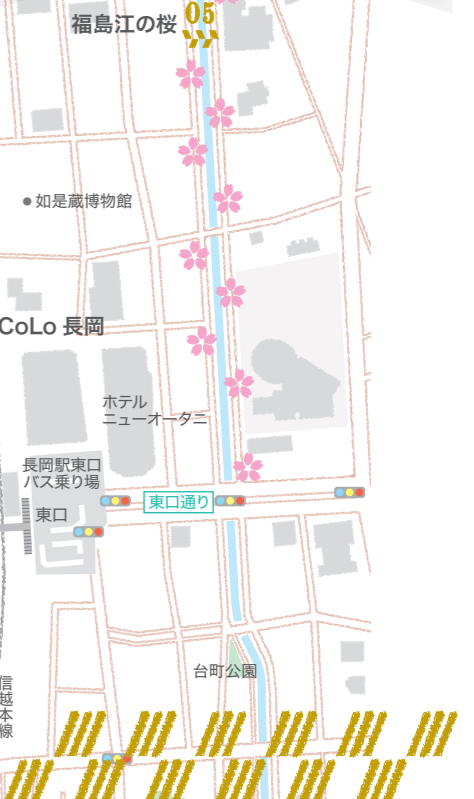 福島江の桜
05
如是蔵博物館
CoLo 長岡
ホテル
ニューオータニ
長岡駅東口
バス乗り場
東口通り
東口
台町公園
信越本線